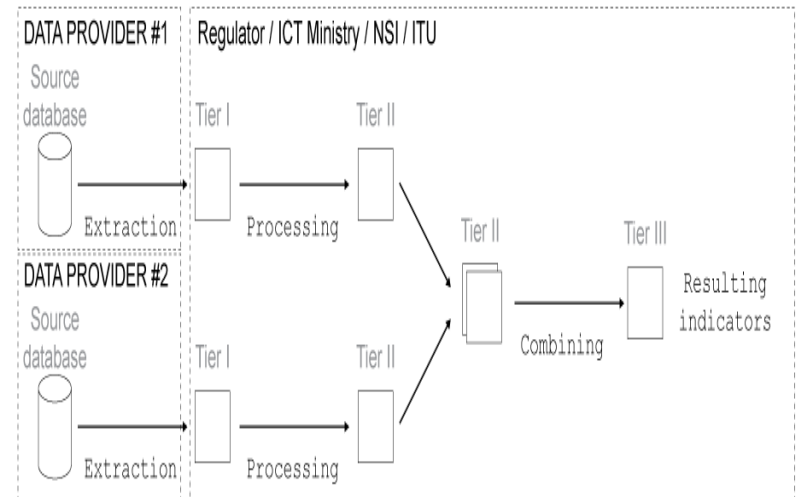 DATA PROVIDER #1
Regulator / ICT Ministry / NSI / ITU
Source
database
Tier I
Tier II
Extraction
Processing
Tier II
Tier III
DATA PROVIDER #2
Resulting
indicators
Combining
Source
database
Tier I
Tier II
Extraction
Processing